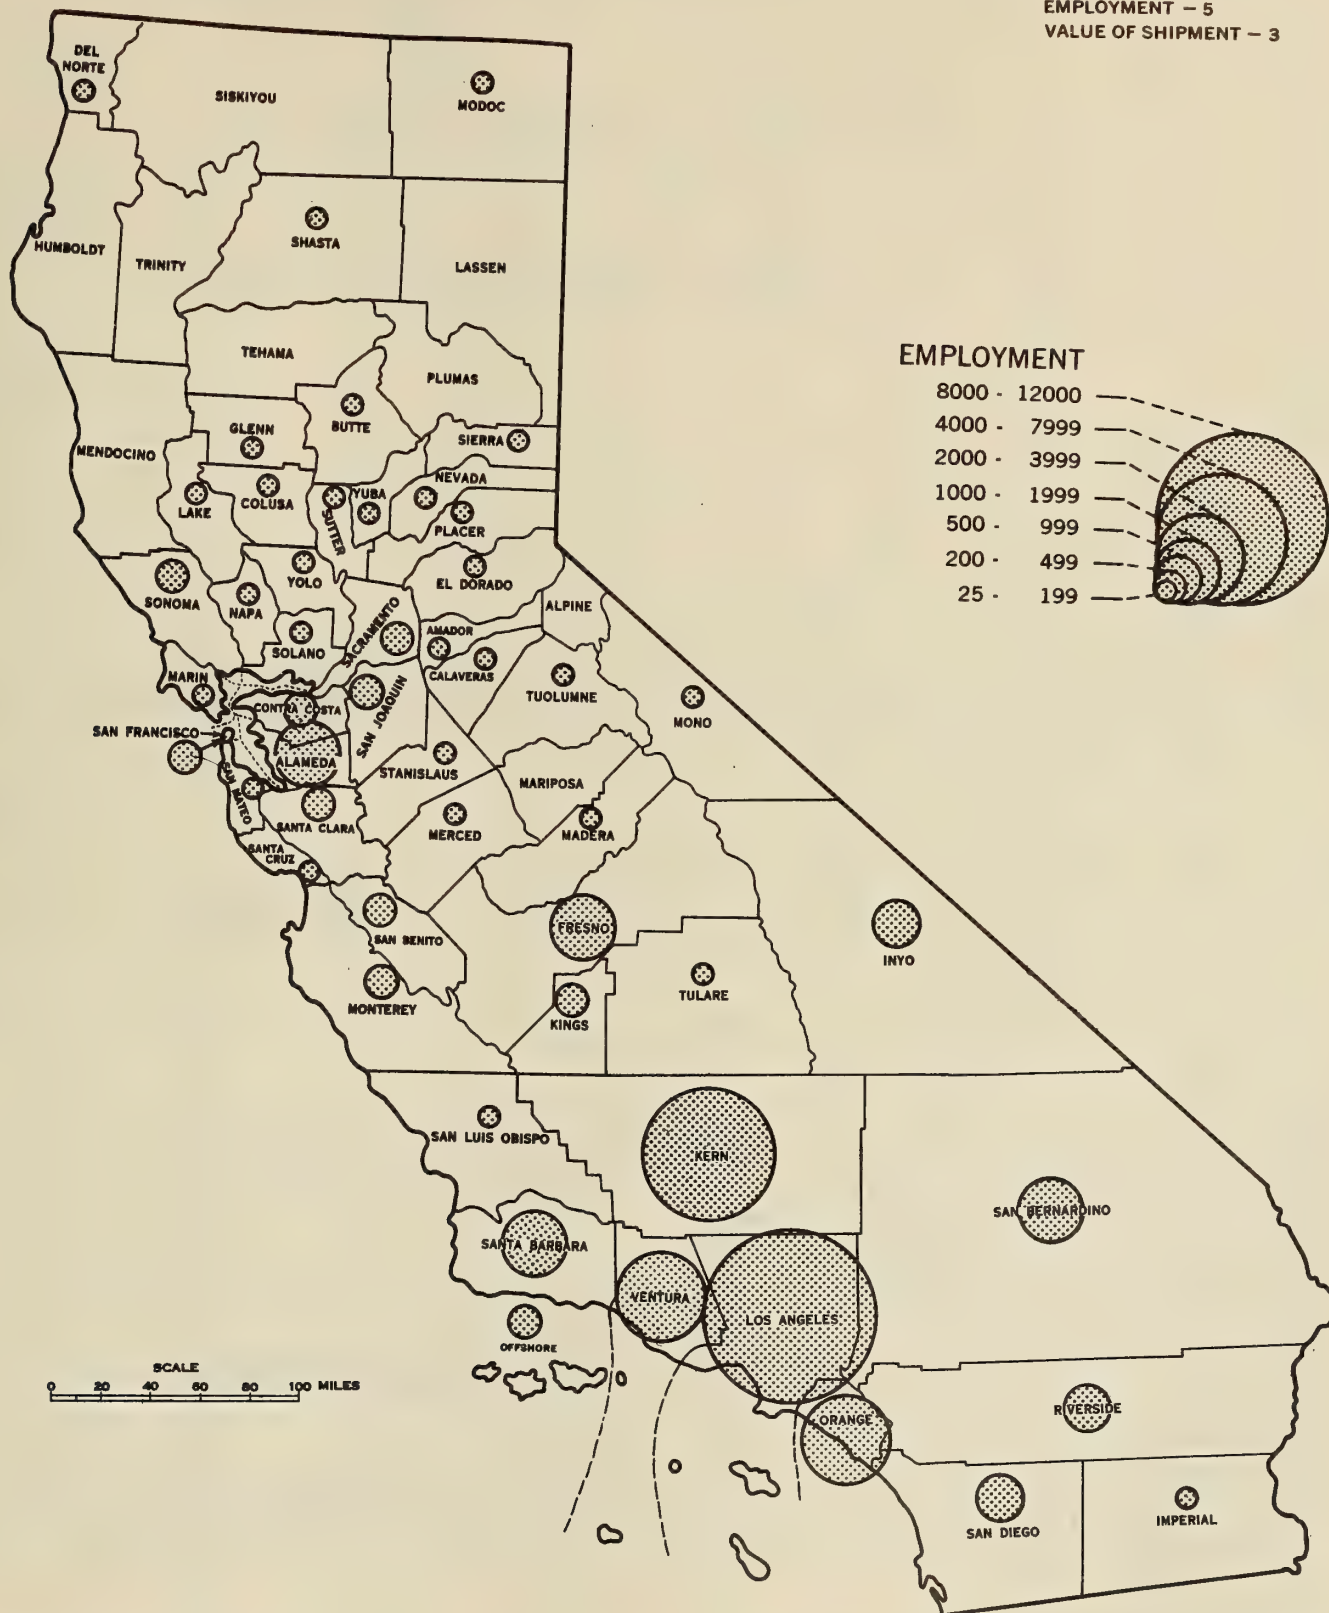 EMPLOYMENT – 5
VALUE OF SHIPMENT – 3
DEL
NORTE
SISKIYOU
MODOC
HUMBOLDT
TRINITY
SHASTA
LASSEN
TEHAMA
PLUMAS
EMPLOYMENT
8000 - 12000
4000 - 7999
2000 - 3999
1000 - 1999
500 - 999
200 - 499
25 - 199
MENDOCINO
GLENN
BUTTE
SIERRA
LAKE
COLUSA
SUTTER
YUBA
NEVADA
PLACER
SONOMA
NAPA
YOLO
EL DORADO
ALPINE
SOLANO
SACRAMENTO
AMADOR
CALAVERAS
MARIN
CONTRA COSTA
SAN JOAQUIN
TUOLUMNE
MONO
SAN FRANCISCO
ALAMEDA
STANISLAUS
MARIPOSA
SAN MATEO
SANTA CLARA
MERCED
MADERA
SANTA
CRUZ
SAN BENITO
FRESNO
INYO
MONTEREY
KINGS
TULARE
SAN LUIS OBISPO
KERN
SAN BERNARDINO
SANTA BARBARA
VENTURA
LOS ANGELES
OFFSHORE
SCALE
0 20 40 60 80 100 MILES
ORANGE
RIVERSIDE
SAN DIEGO
IMPERIAL